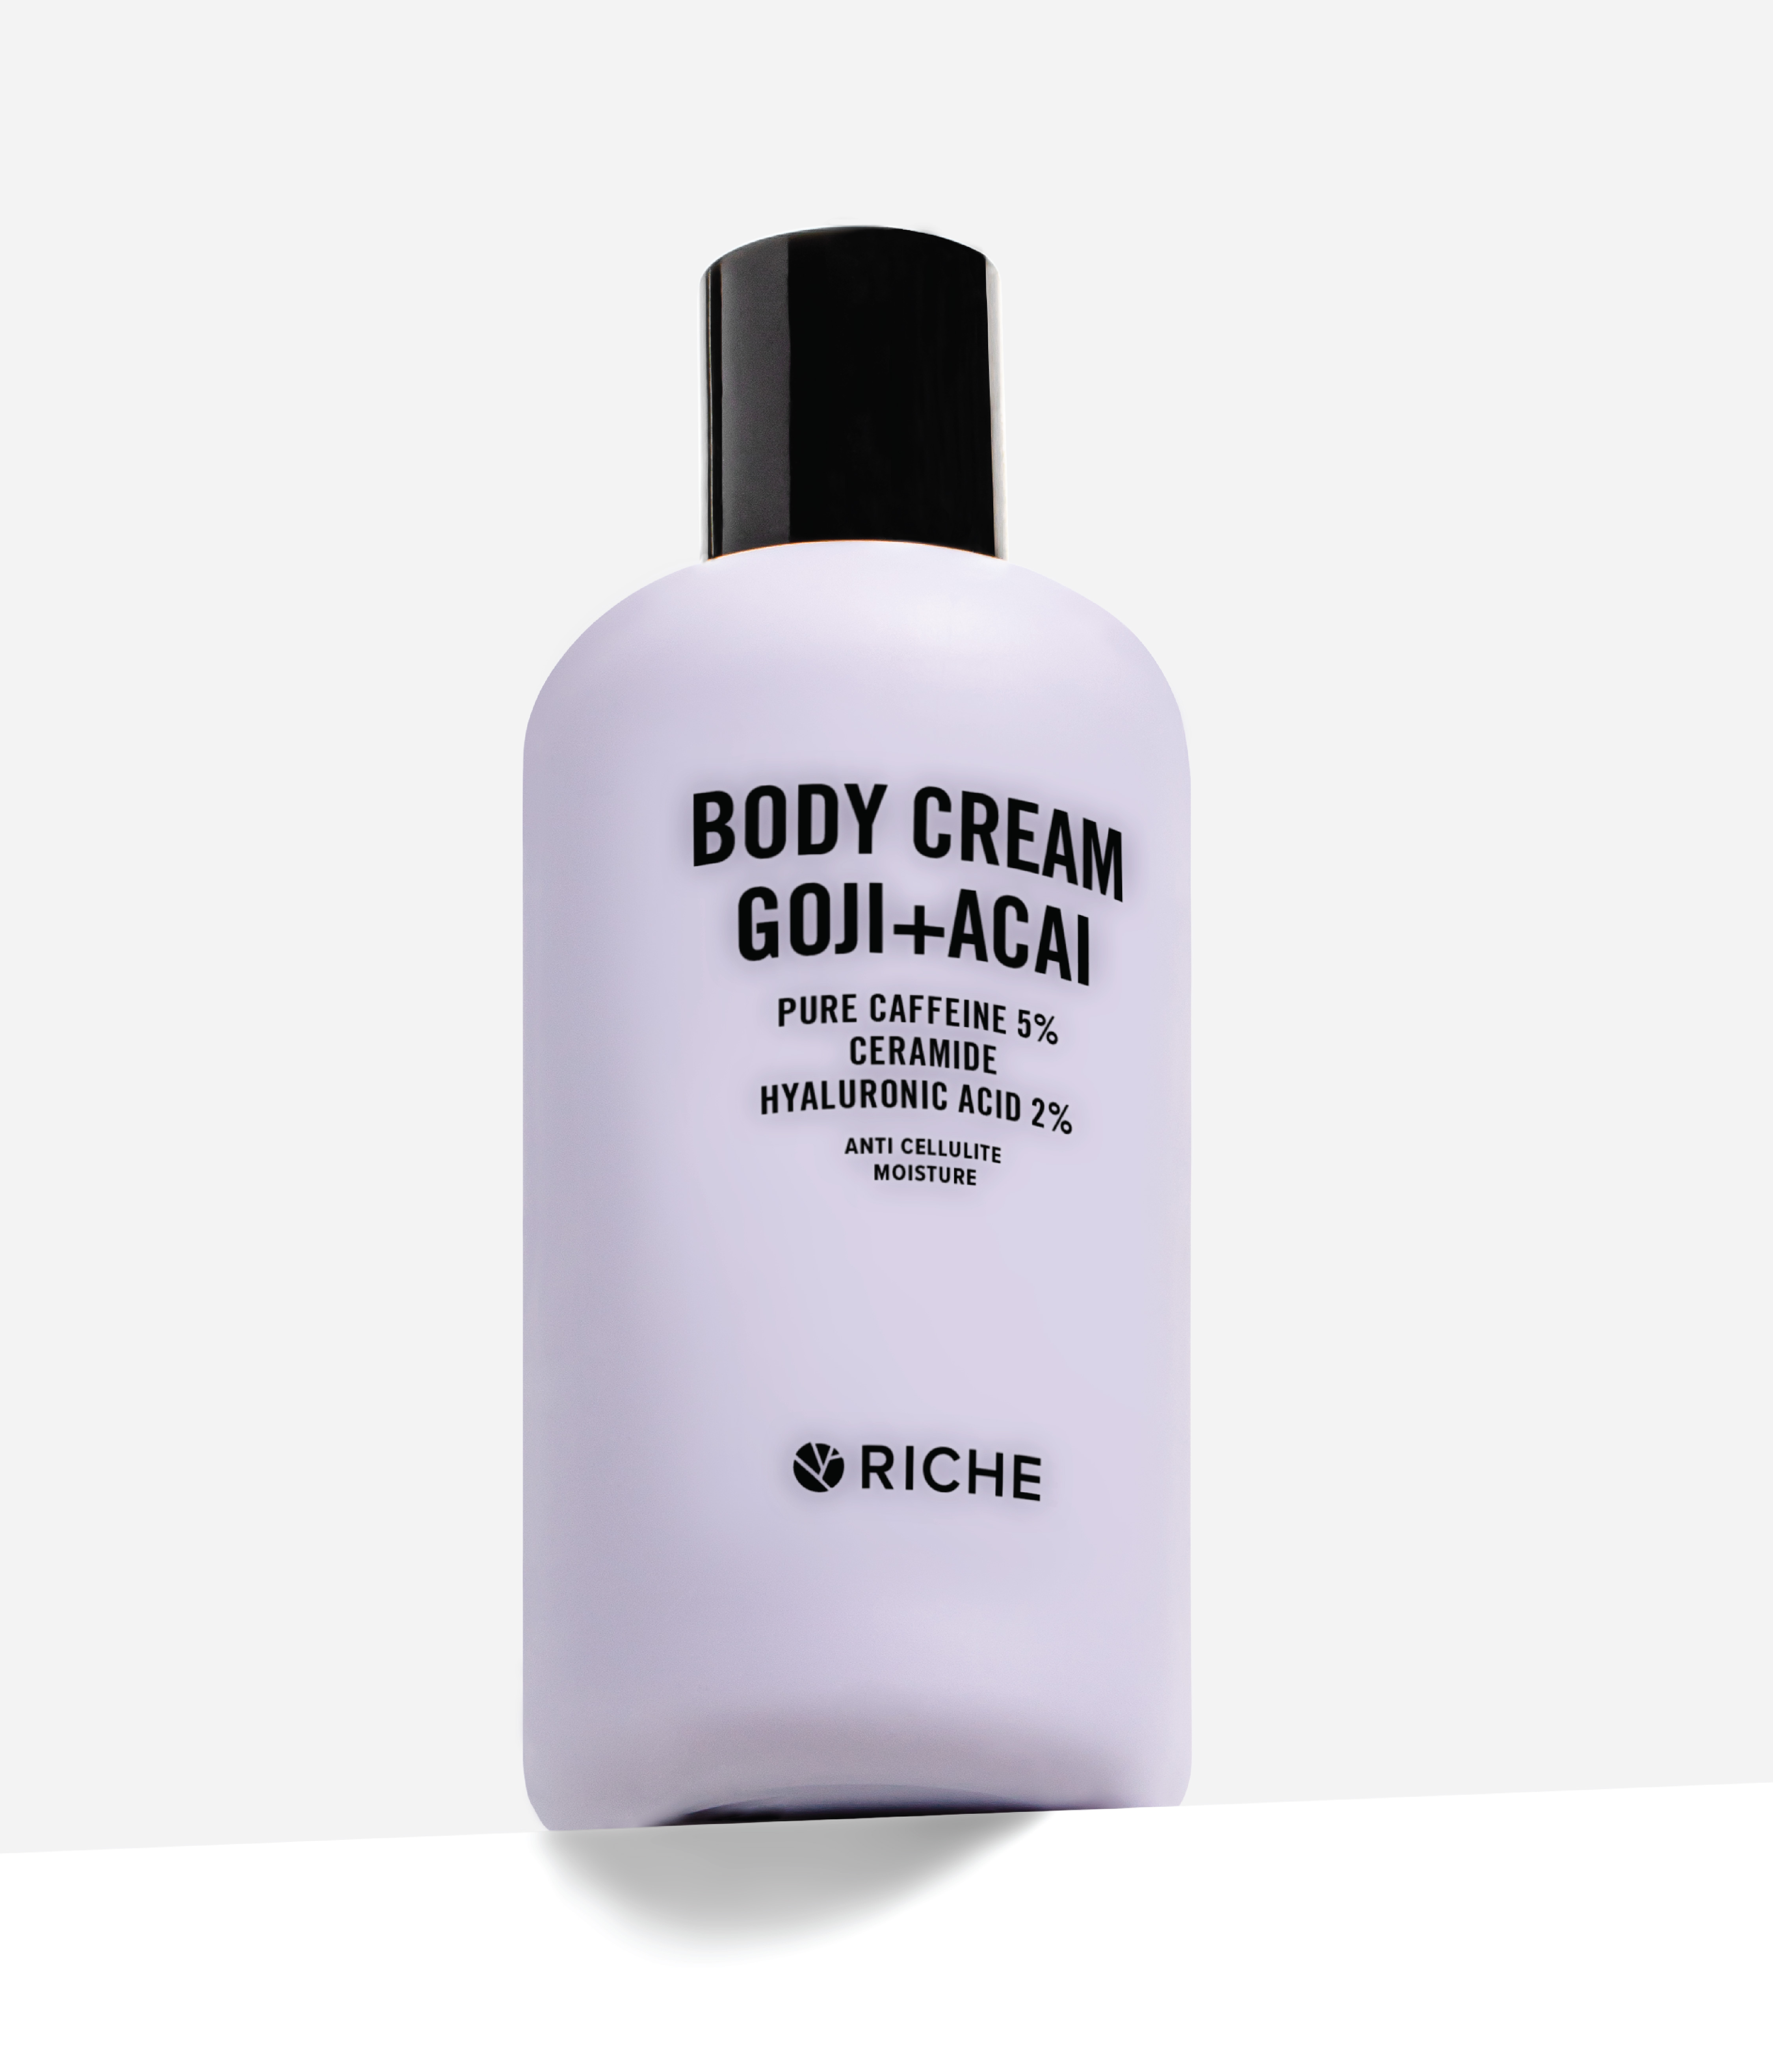 BODY CREAM
GOJI+ACAI
PURE CAFFEINE 5%
CERAMIDE
HYALURONIC ACID 2%
ANTI CELLULITE
MOISTURE
RICHE